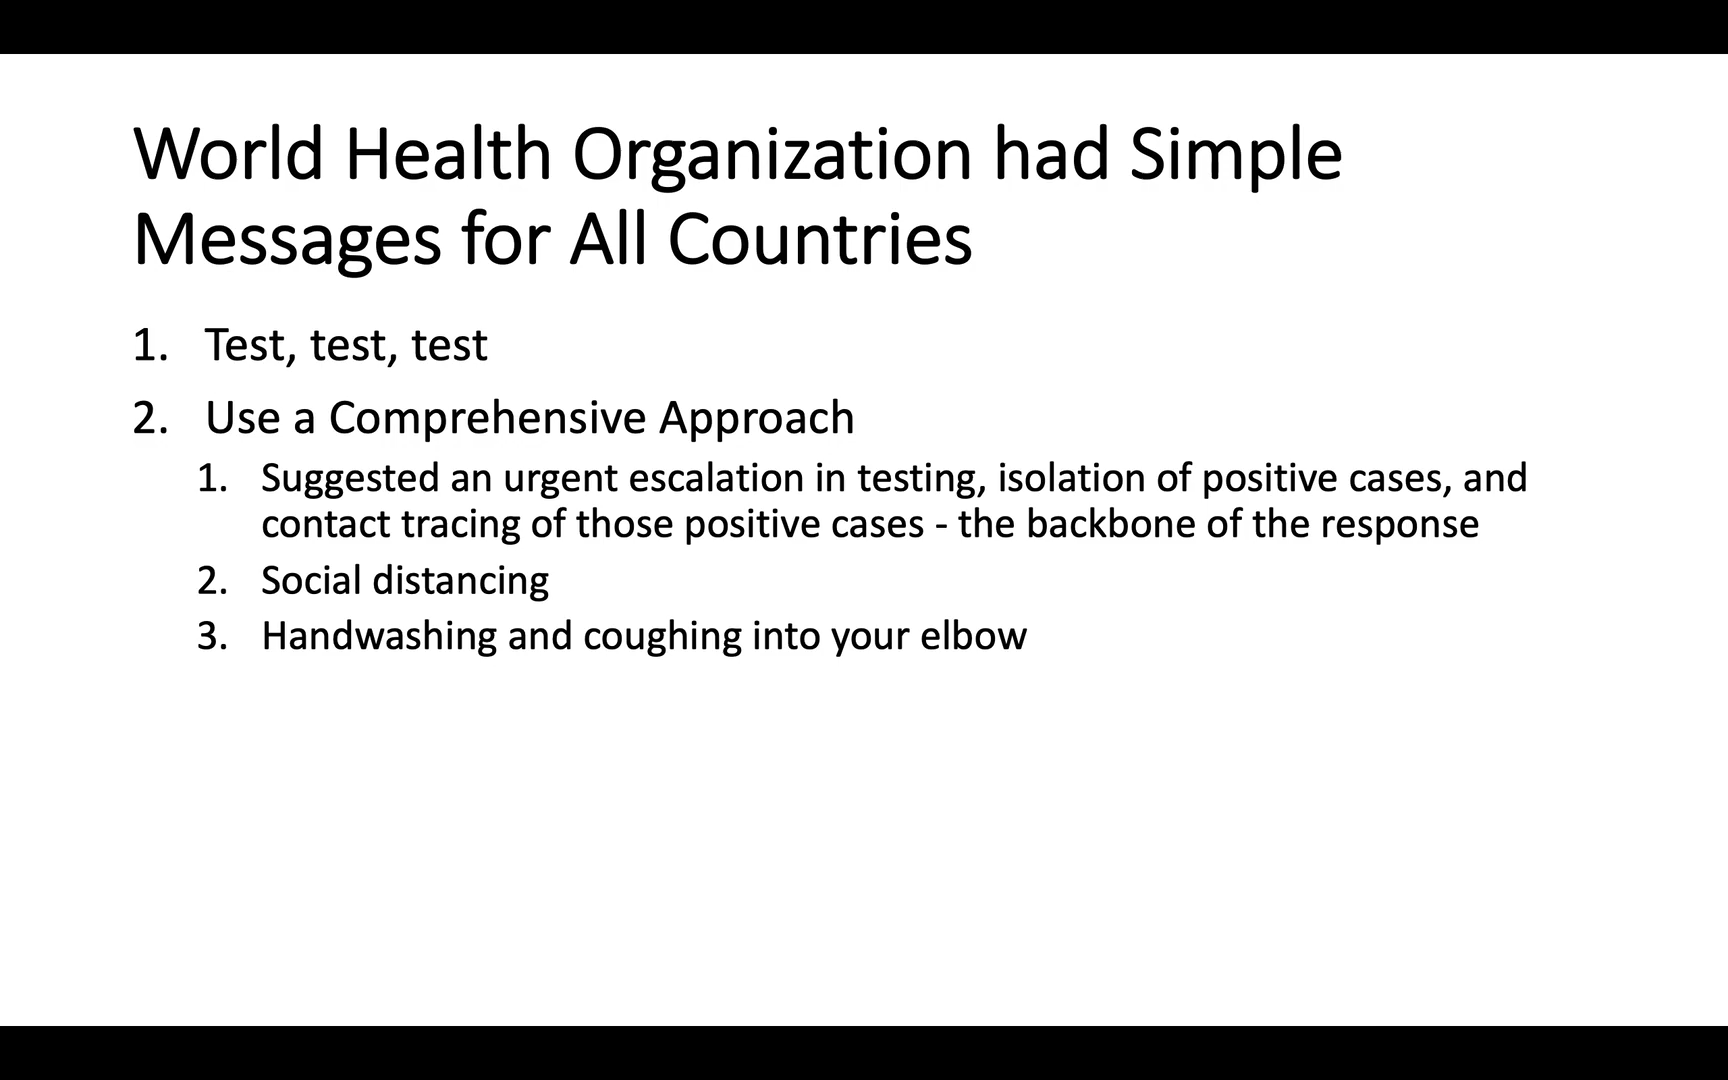 World Health Organization had Simple
Messages for All Countries
1. Test, test, test
2. Use a Comprehensive Approach
1. Suggested an urgent escalation in testing, isolation of positive cases, and
contact tracing of those positive cases - the backbone of the response
2. Social distancing
3. Handwashing and coughing into your elbow